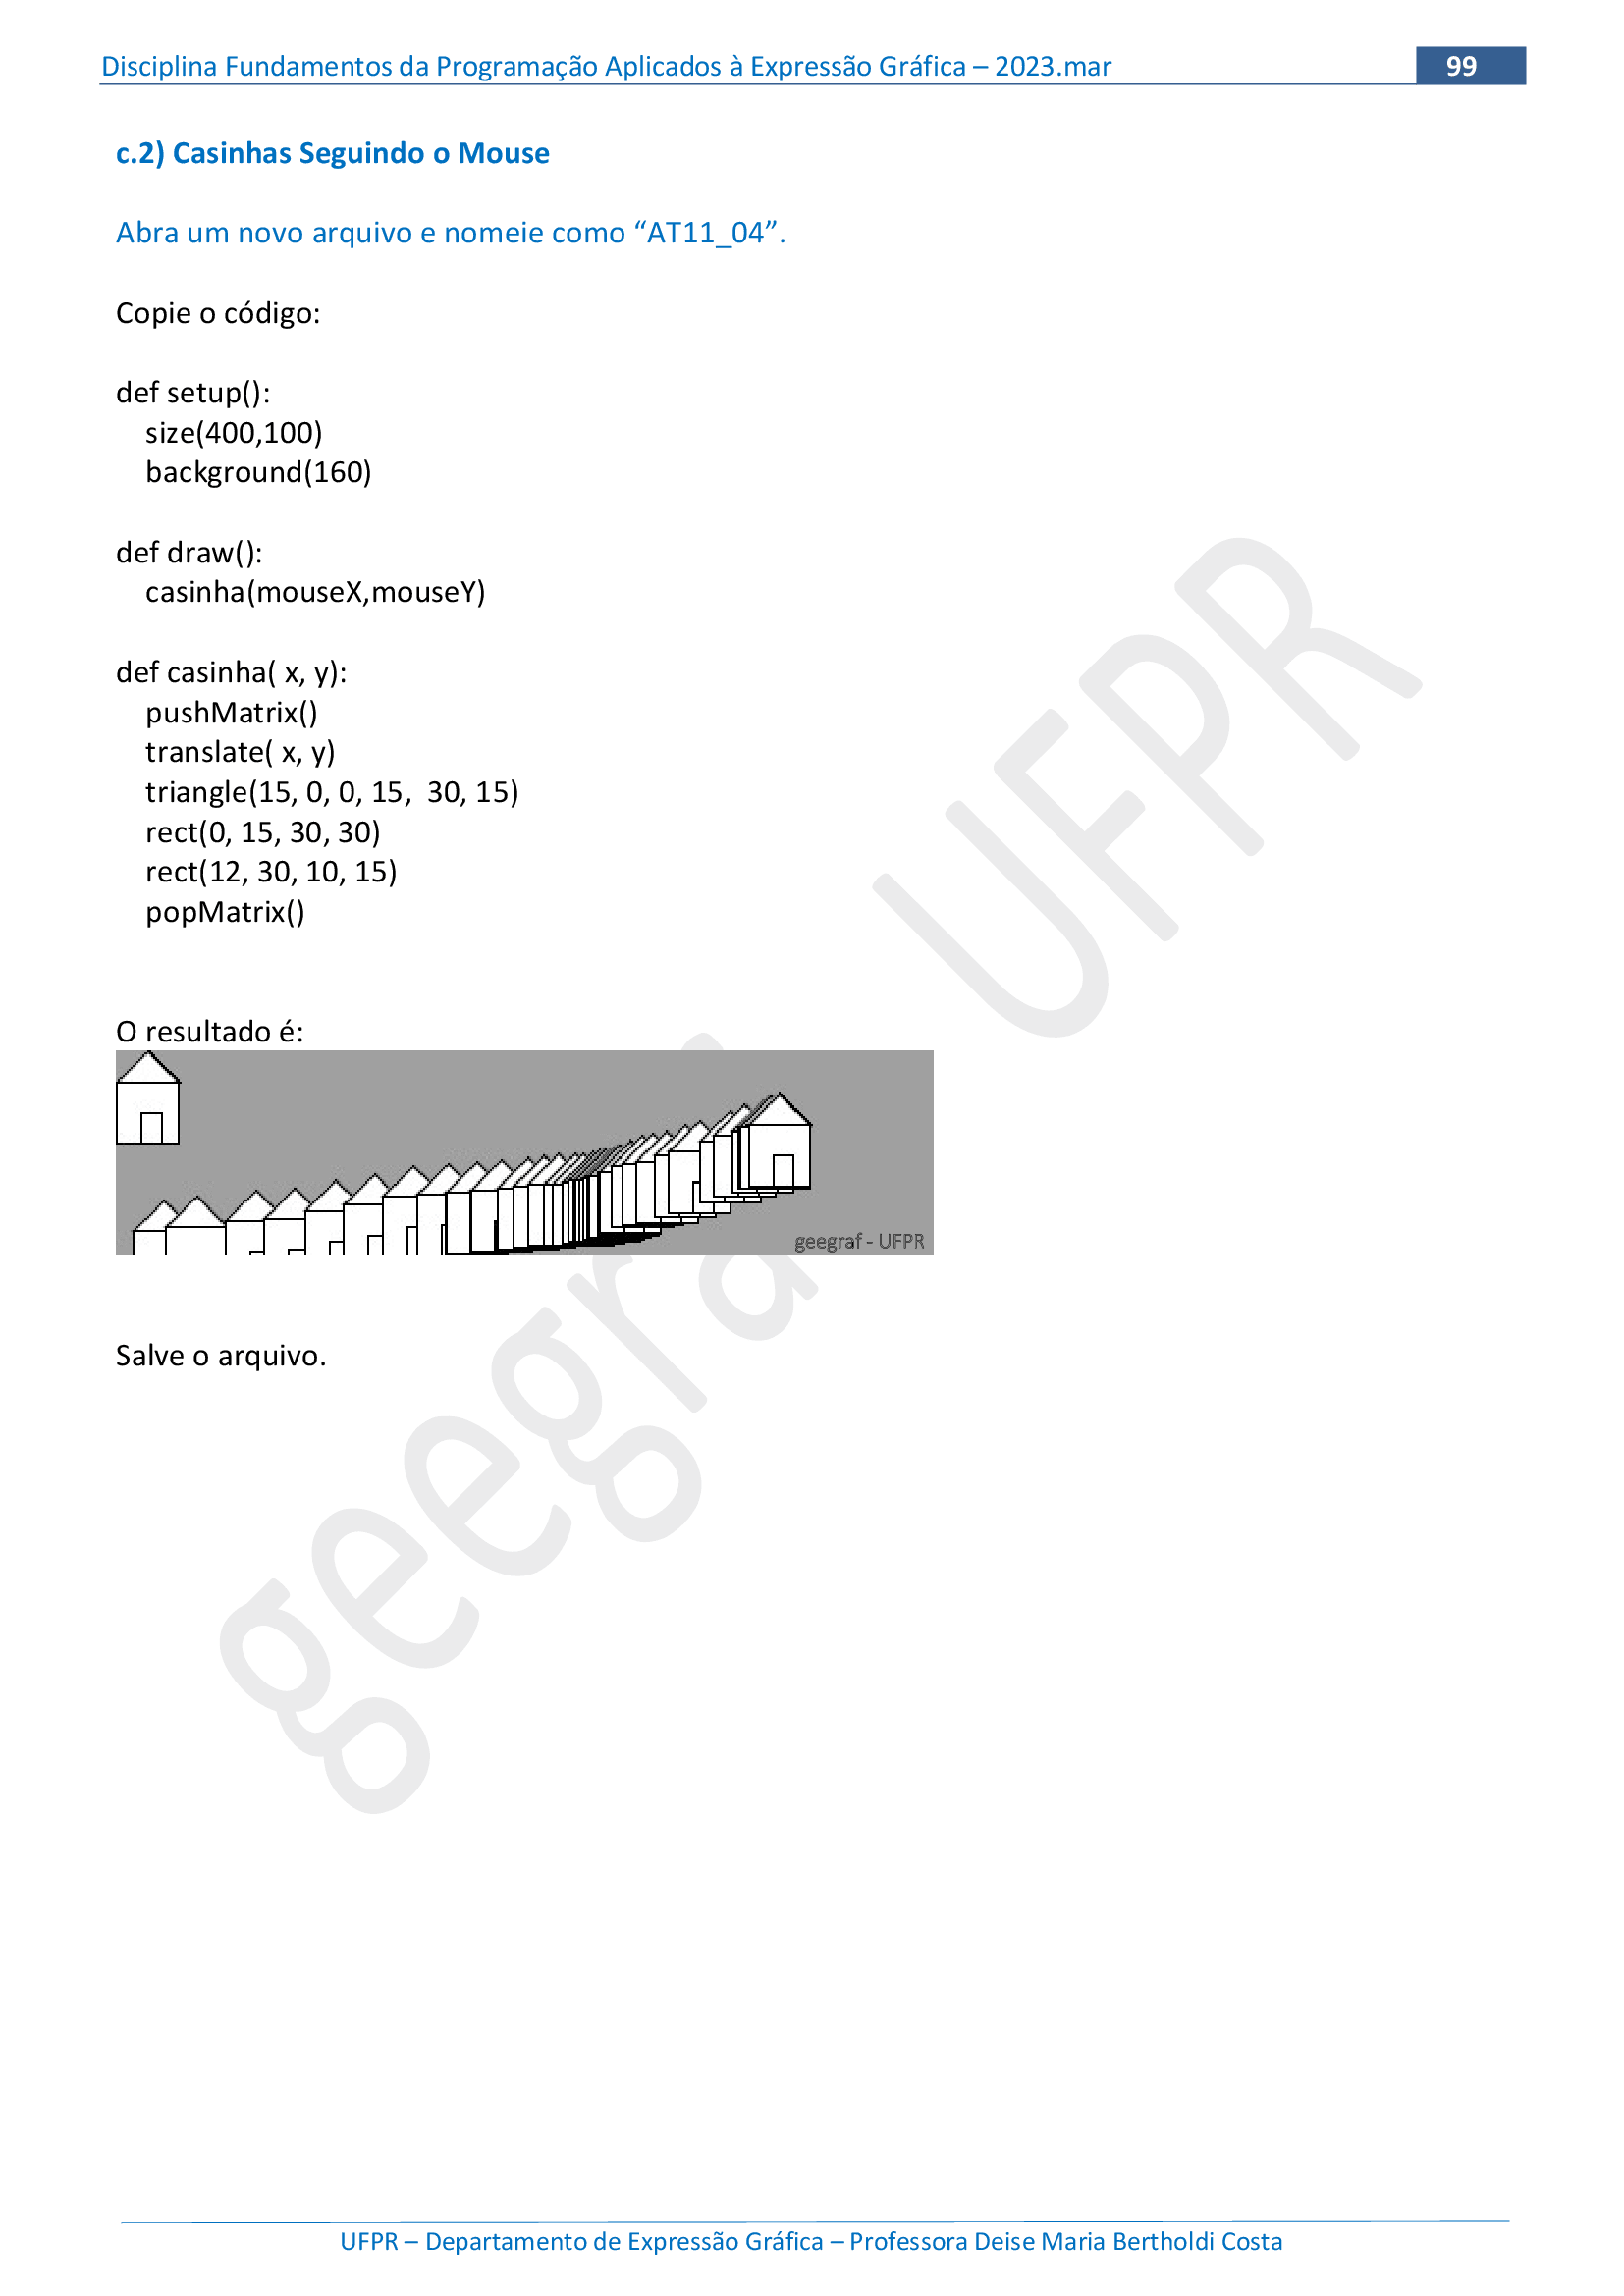 Disciplina Fundamentos da Programação Aplicados à Expressão Gráfica – 2023.mar 99
c.2) Casinhas Seguindo o Mouse
Abra um novo arquivo e nomeie como “AT11_04”.
Copie o código:
def setup():
    size(400,100)
    background(160)
def draw():
    casinha(mouseX,mouseY)
def casinha( x, y):
    pushMatrix()
    translate( x, y)
    triangle(15, 0, 0, 15,  30, 15)
    rect(0, 15, 30, 30)
    rect(12, 30, 10, 15)
    popMatrix()
O resultado é:
geegraf - UFPR
Salve o arquivo.
geegraf UFPR
UFPR – Departamento de Expressão Gráfica – Professora Deise Maria Bertholdi Costa